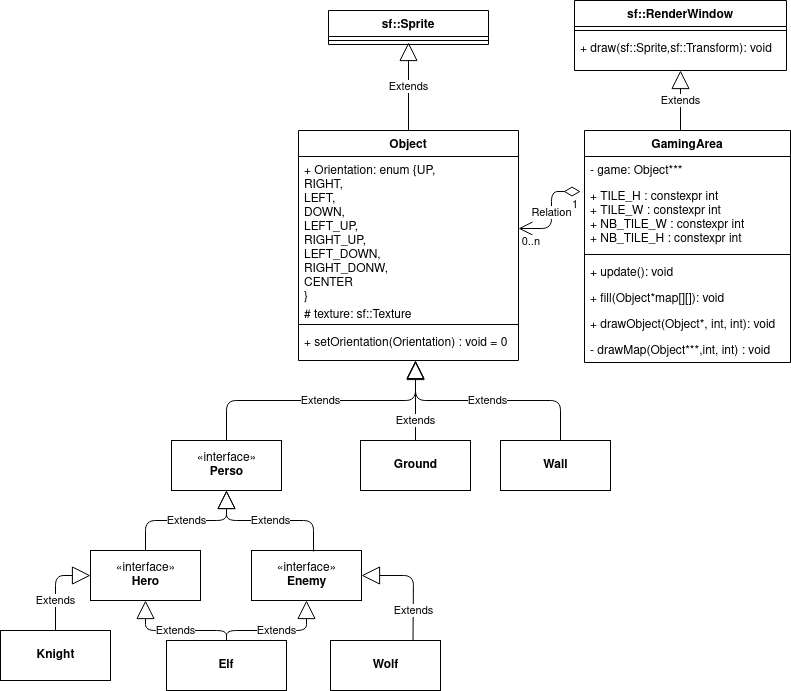 sf::Sprite
sf::RenderWindow
+ draw(sf::Sprite,sf::Transform): void
Extends
Extends
Object
+ Orientation: enum {UP,
RIGHT,
LEFT,
DOWN,
LEFT_UP,
RIGHT_UP,
LEFT_DOWN,
RIGHT_DONW,
CENTER
}
# texture: sf::Texture
+ setOrientation(Orientation) : void = 0
1
Relation
0..n
GamingArea
- game: Object***
+ TILE_H : constexpr int
+ TILE_W : constexpr int
+ NB_TILE_W : constexpr int
+ NB_TILE_H : constexpr int
+ update(): void
+ fill(Object*map[][]): void
+ drawObject(Object*, int, int): void
- drawMap(Object***,int, int) : void
Extends
Extends
Extends
«interface»
Perso
Ground
Wall
Extends
Extends
«interface»
Hero
«interface»
Enemy
Extends
Extends
Extends
Extends
Knight
Elf
Wolf